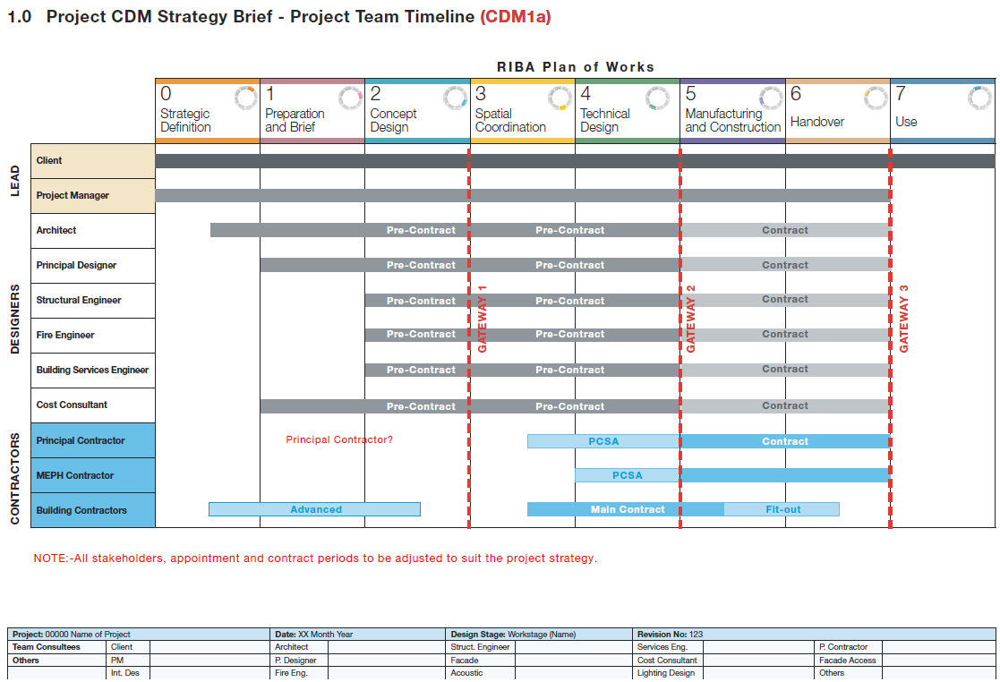 1.0 Project CDM Strategy Brief - Project Team Timeline (CDM1a)
RIBA Plan of Works
0 1 2 3 4 5 6 7
Strategic Definition
Preparation and Brief
Concept Design
Spatial Coordination
Technical Design
Manufacturing and Construction
Handover
Use
LEAD
Client
Project Manager
DESIGNERS
Architect Pre-Contract Pre-Contract Contract
Principal Designer Pre-Contract Pre-Contract Contract
Structural Engineer Pre-Contract Pre-Contract Contract
Fire Engineer Pre-Contract Pre-Contract Contract
Building Services Engineer Pre-Contract Pre-Contract Contract
Cost Consultant Pre-Contract Pre-Contract Contract
GATEWAY 1
GATEWAY 2
GATEWAY 3
CONTRACTORS
Principal Contractor Principal Contractor? PCSA Contract
MEPH Contractor PCSA
Building Contractors Advanced Main Contract Fit-out
NOTE:-All stakeholders, appointment and contract periods to be adjusted to suit the project strategy.
Project: 00000 Name of Project Date: XX Month Year Design Stage: Workstage (Name) Revision No: 123
Team Consultees Client Architect Struct. Engineer Services Eng. P. Contractor
Others PM P. Designer Facade Cost Consultant Facade Access
Int. Des Fire Eng. Acoustic Lighting Design Others